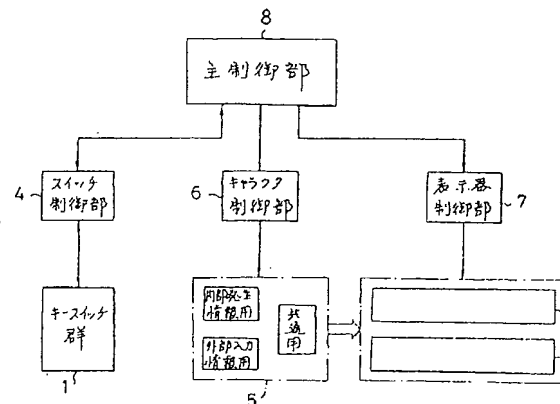 8
主制御部
4
スイッチ
制御部
6
キャラクタ
制御部
表示器
制御部
7
キースイッチ
群
1
内部発生
情報用
外部入力
情報用
共通
用
5